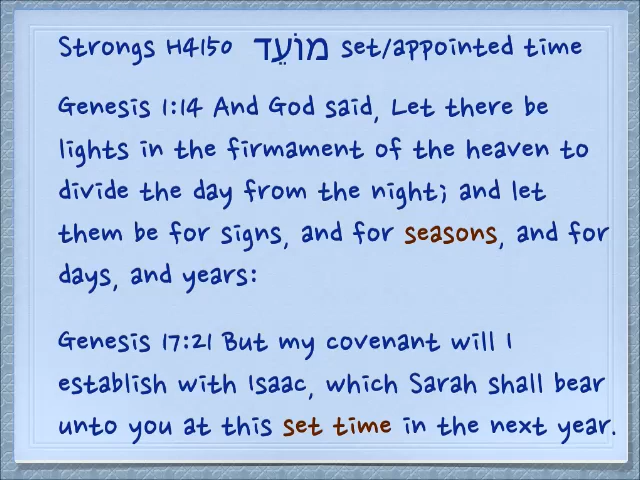 Strongs H4150 מוֹעֵד set/appointed time
Genesis 1:14 And God said, Let there be
lights in the firmament of the heaven to
divide the day from the night; and let
them be for signs, and for seasons, and for
days, and years:
Genesis 17:21 But my covenant will I
establish with Isaac, which Sarah shall bear
unto you at this set time in the next year.